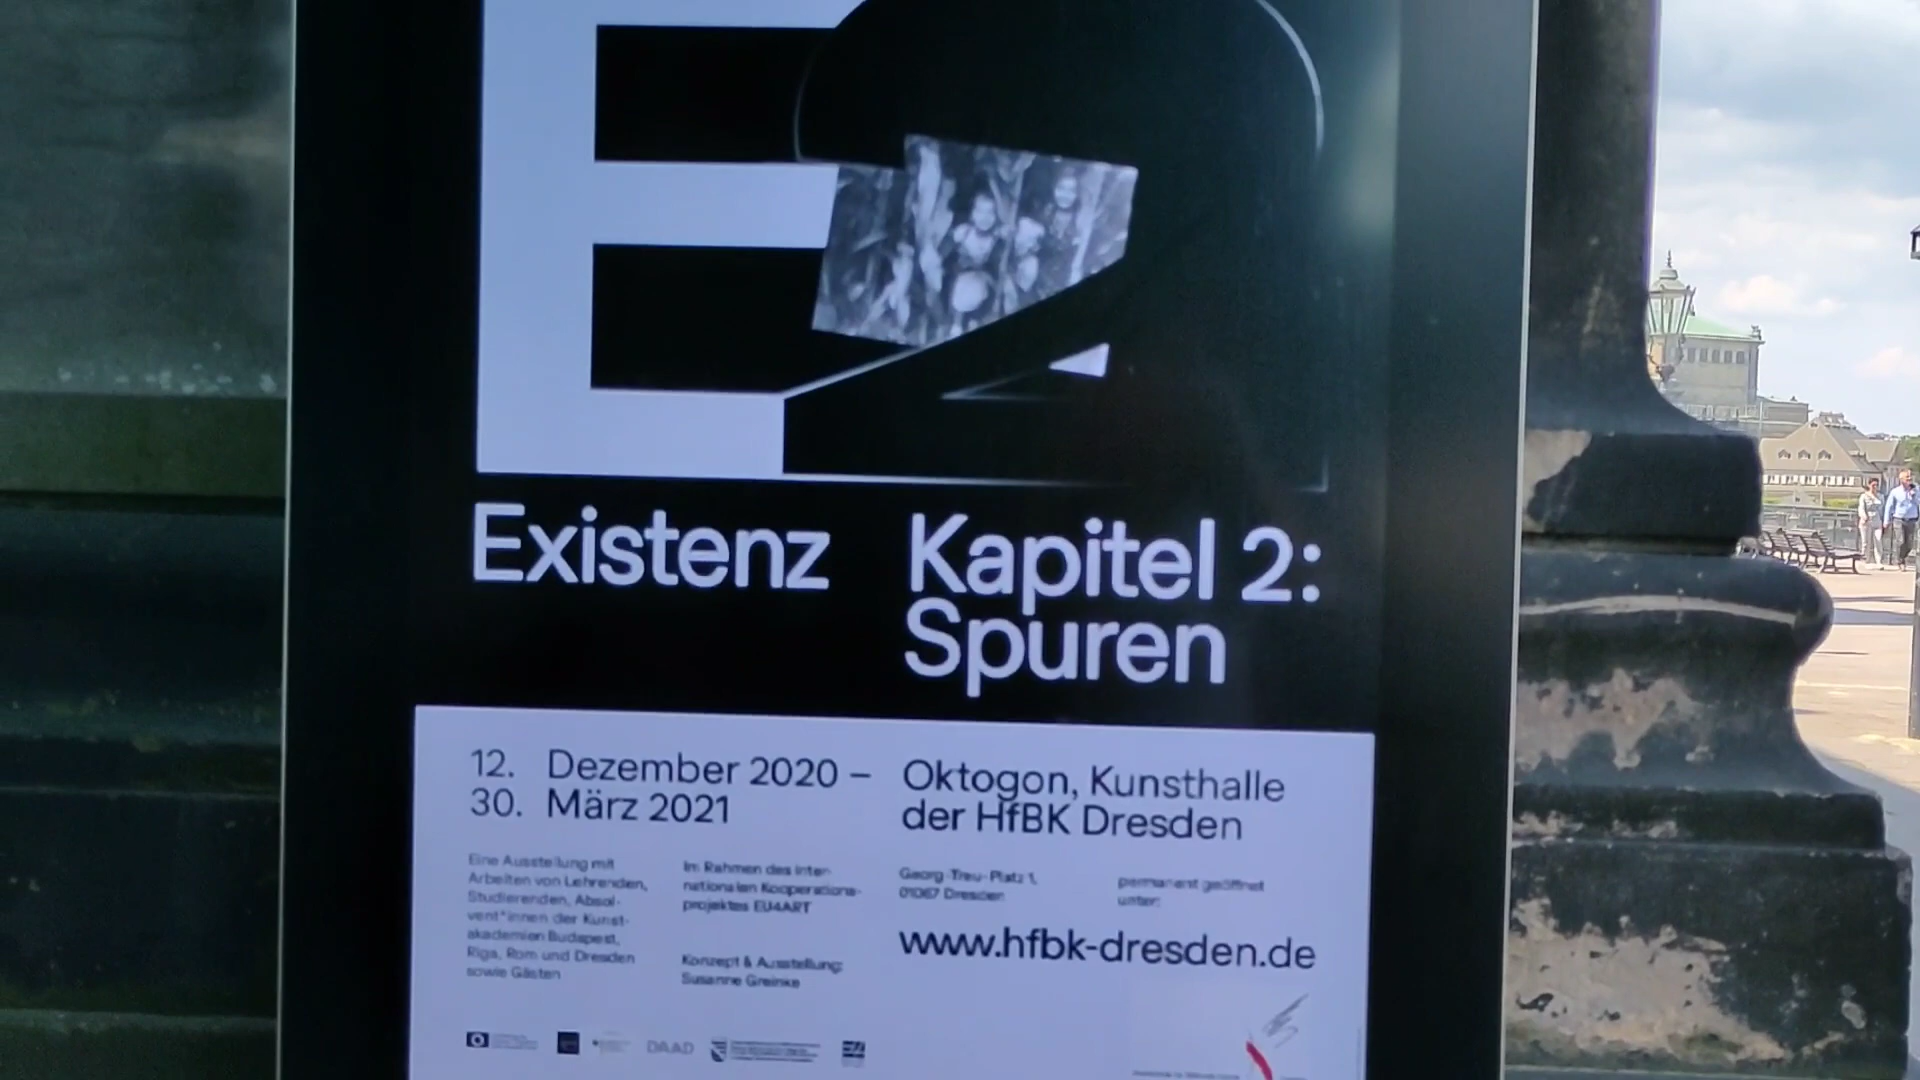 E2
Existenz
Kapitel 2:
Spuren
12. Dezember 2020 –
30. März 2021
Oktogon, Kunsthalle
der HfBK Dresden
Eine Ausstellung mit
Arbeiten von Lehrenden,
Studierenden, Absol-
vent*innen der Kunst-
akademien Budapest,
Riga, Rom und Dresden
sowie Gästen
Im Rahmen des inter-
nationalen Kooperations-
projektes EU4ART
Konzept & Ausstellung:
Susanne Greinke
Georg-Treu-Platz 1,
01067 Dresden
permanent geöffnet
unter:
www.hfbk-dresden.de
DAAD